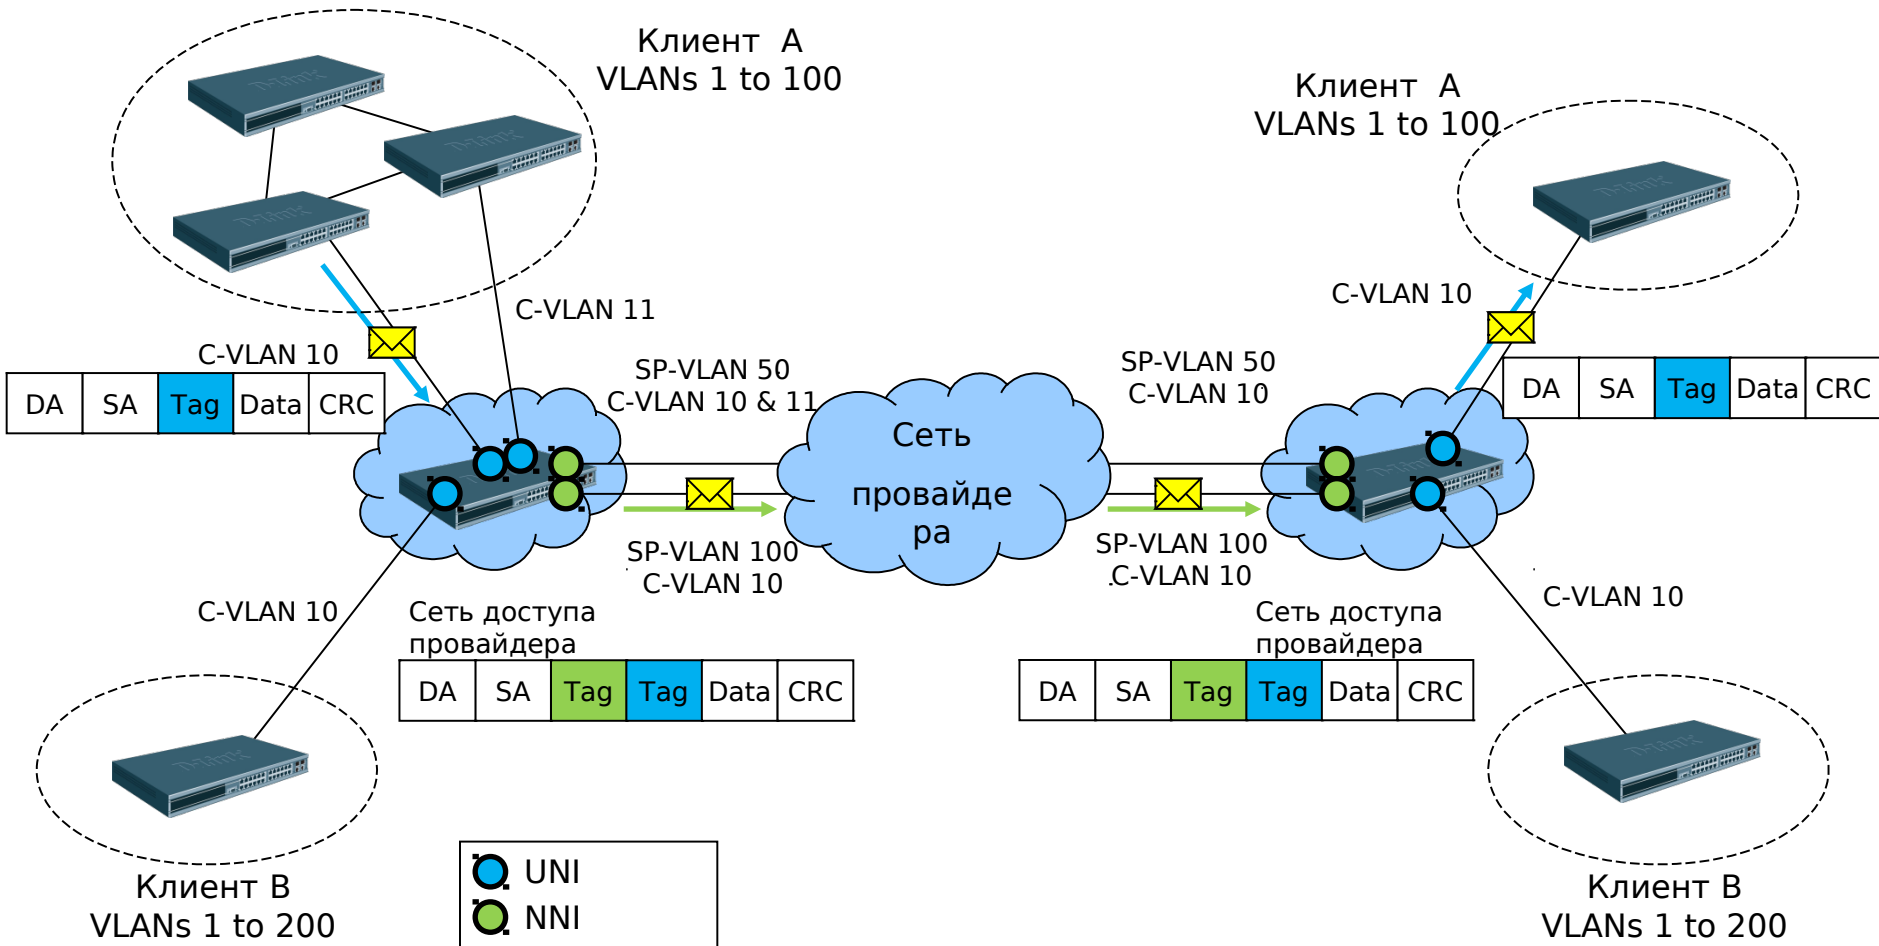 Клиент А
VLANs 1 to 100
Клиент А
VLANs 1 to 100
C-VLAN 11
C-VLAN 10
C-VLAN 10
DA SA Tag Data CRC
SP-VLAN 50
C-VLAN 10 & 11
SP-VLAN 50
C-VLAN 10
DA SA Tag Data CRC
Сеть
провайде
ра
SP-VLAN 100
C-VLAN 10
SP-VLAN 100
C-VLAN 10
C-VLAN 10
C-VLAN 10
Сеть доступа
провайдера
Сеть доступа
провайдера
DA SA Tag Tag Data CRC
DA SA Tag Tag Data CRC
Клиент В
VLANs 1 to 200
UNI
NNI
Клиент В
VLANs 1 to 200